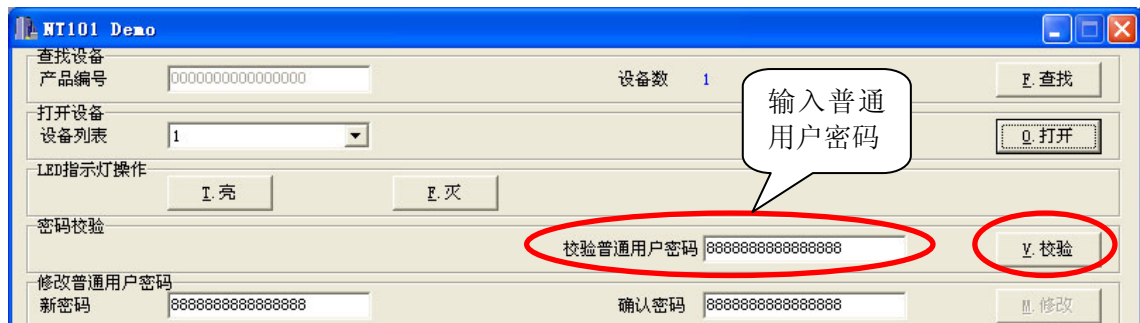 NT101 Demo
查找设备
产品编号 0000000000000000 设备数 1 F.查找
打开设备
设备列表 1 O.打开
输入普通
用户密码
LED指示灯操作
T.亮 F.灭
密码校验
校验普通用户密码 8888888888888888 V.校验
修改普通用户密码
新密码 8888888888888888 确认密码 8888888888888888 M.修改